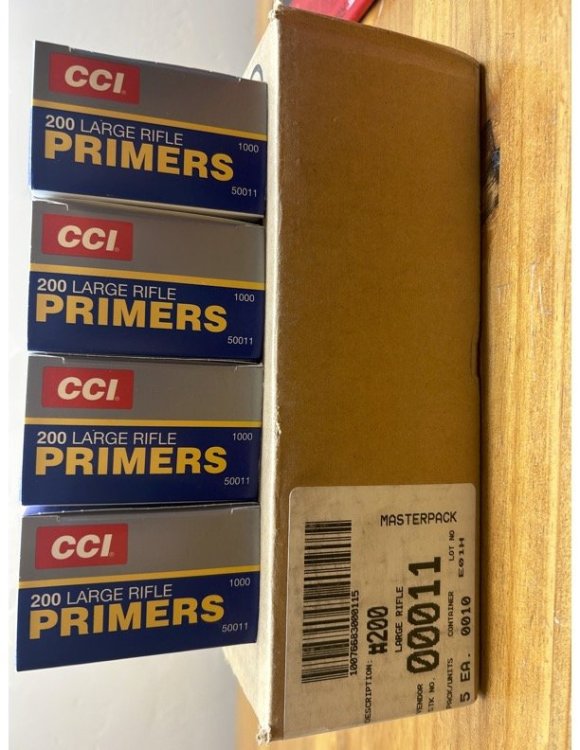 CCI
200 LARGE RIFLE
1000
PRIMERS
50011
CCI
200 LARGE RIFLE
1000
PRIMERS
50011
CCI
200 LARGE RIFLE
1000
PRIMERS
50011
CCI
200 LARGE RIFLE
1000
PRIMERS
50011
MASTERPACK
10076683000115
DESCRIPTION: #200
LARGE RIFLE
VENDOR
STK NO. 00011
PACK/UNITS CONTAINER LOT NO
5 EA. 0010